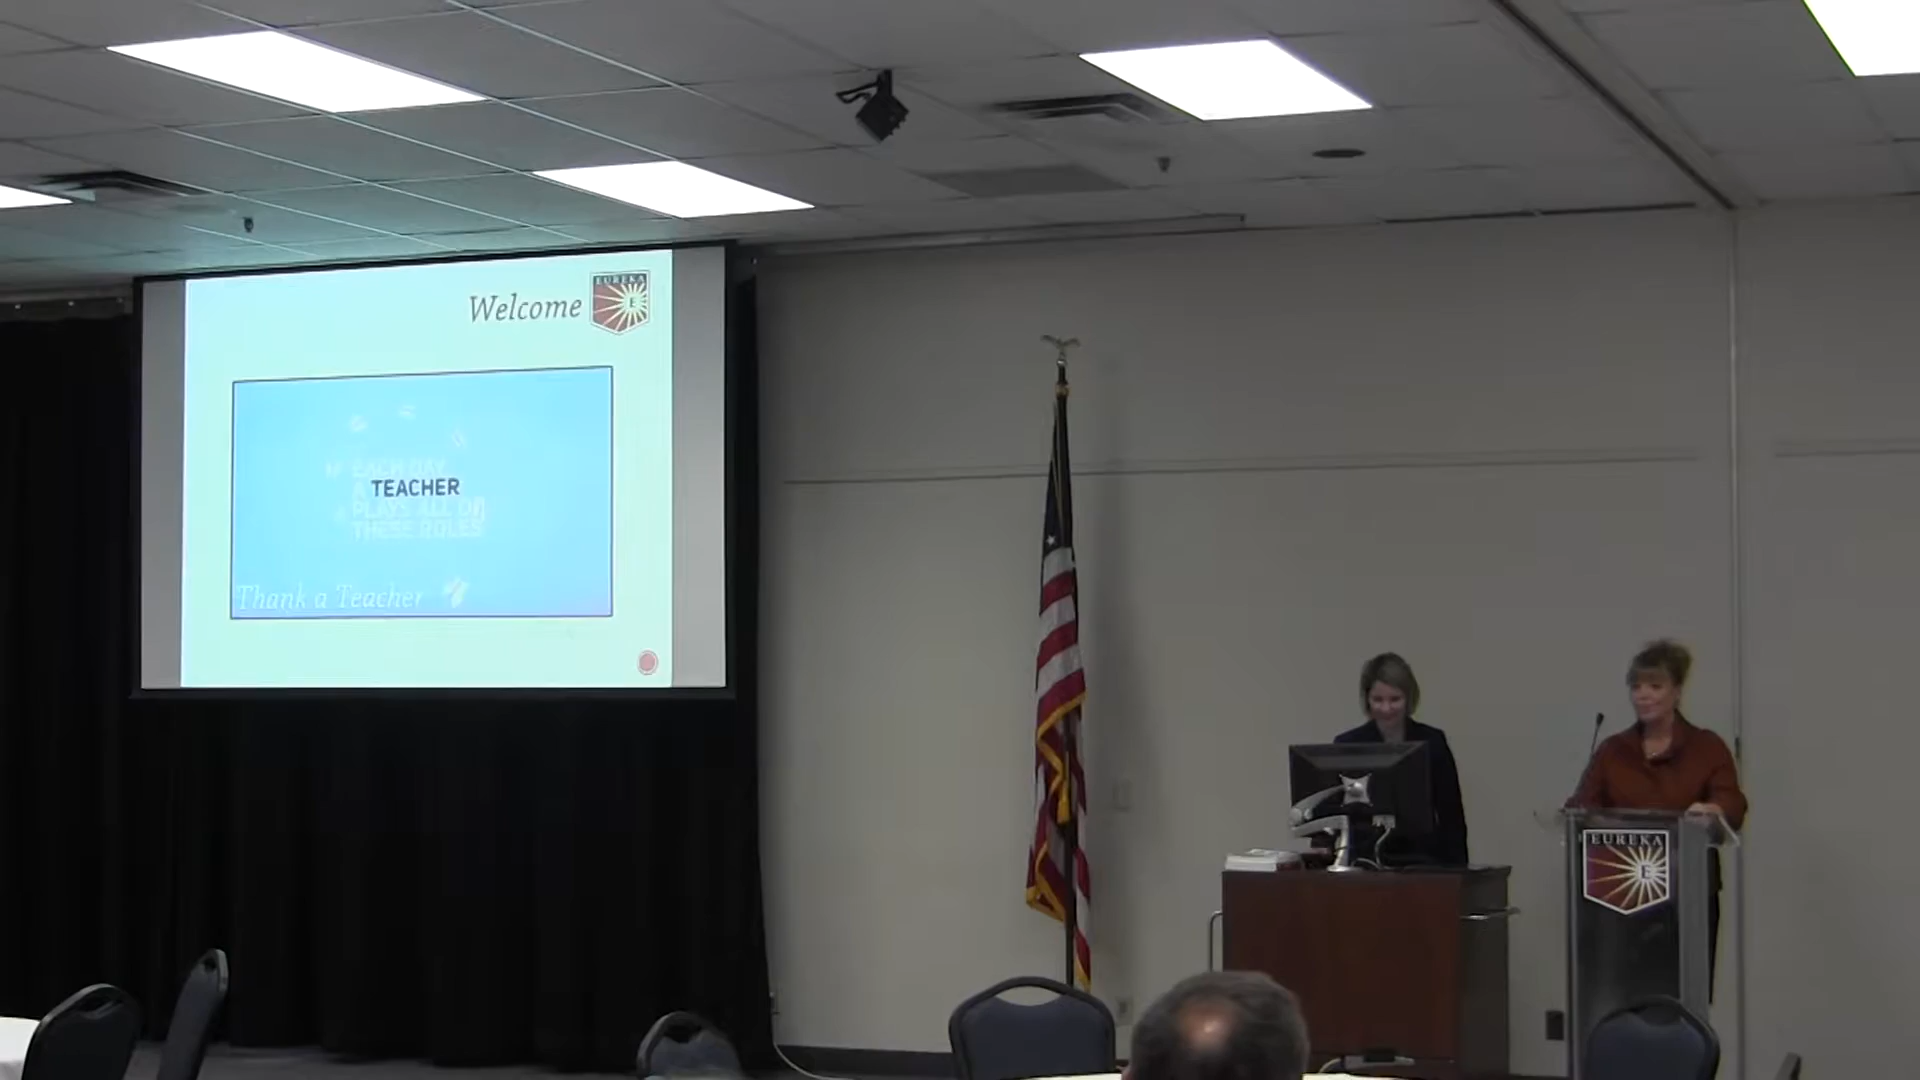 Welcome
EUREKA
E
EACH DAY
A TEACHER
PLAYS ALL OF
THESE ROLES
Thank a Teacher
EUREKA
E